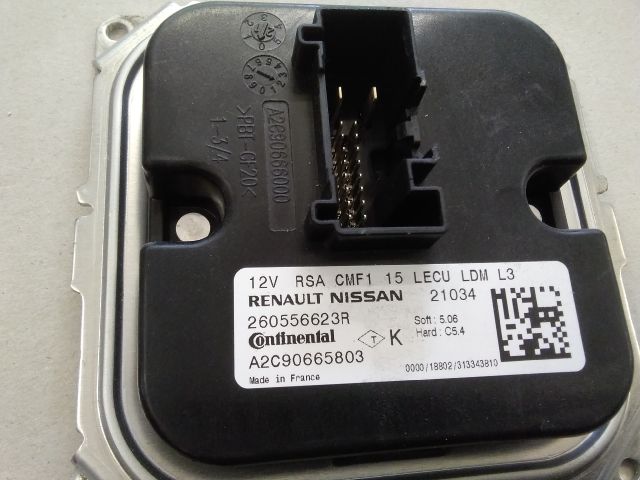 A2C90666000
>PBT-GF20<
1-3/4
12V RSA CMF1 15 LECU LDM L3
RENAULT NISSAN 21034
260556623R Soft: 5.06
Hard: C5.4
Continental T K
A2C90665803
0000/18802/313343810
Made in France